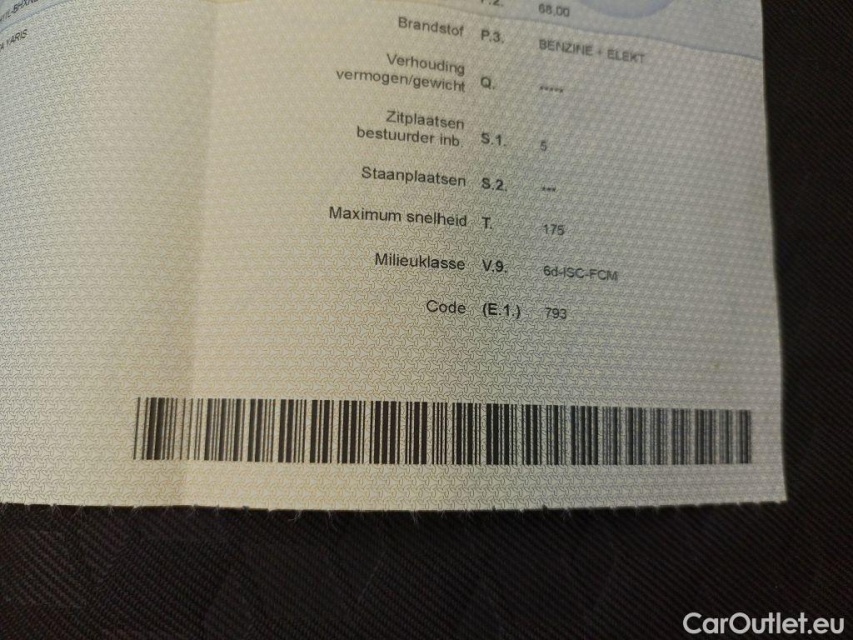 68,00
YARIS
Brandstof P.3. BENZINE + ELEKT
Verhouding
vermogen/gewicht Q. *****
Zitplaatsen
bestuurder inb. S.1. 5
Staanplaatsen S.2. ***
Maximum snelheid T. 175
Milieuklasse V.9. 6d-ISC-FCM
Code (E.1.) 793
CarOutlet.eu